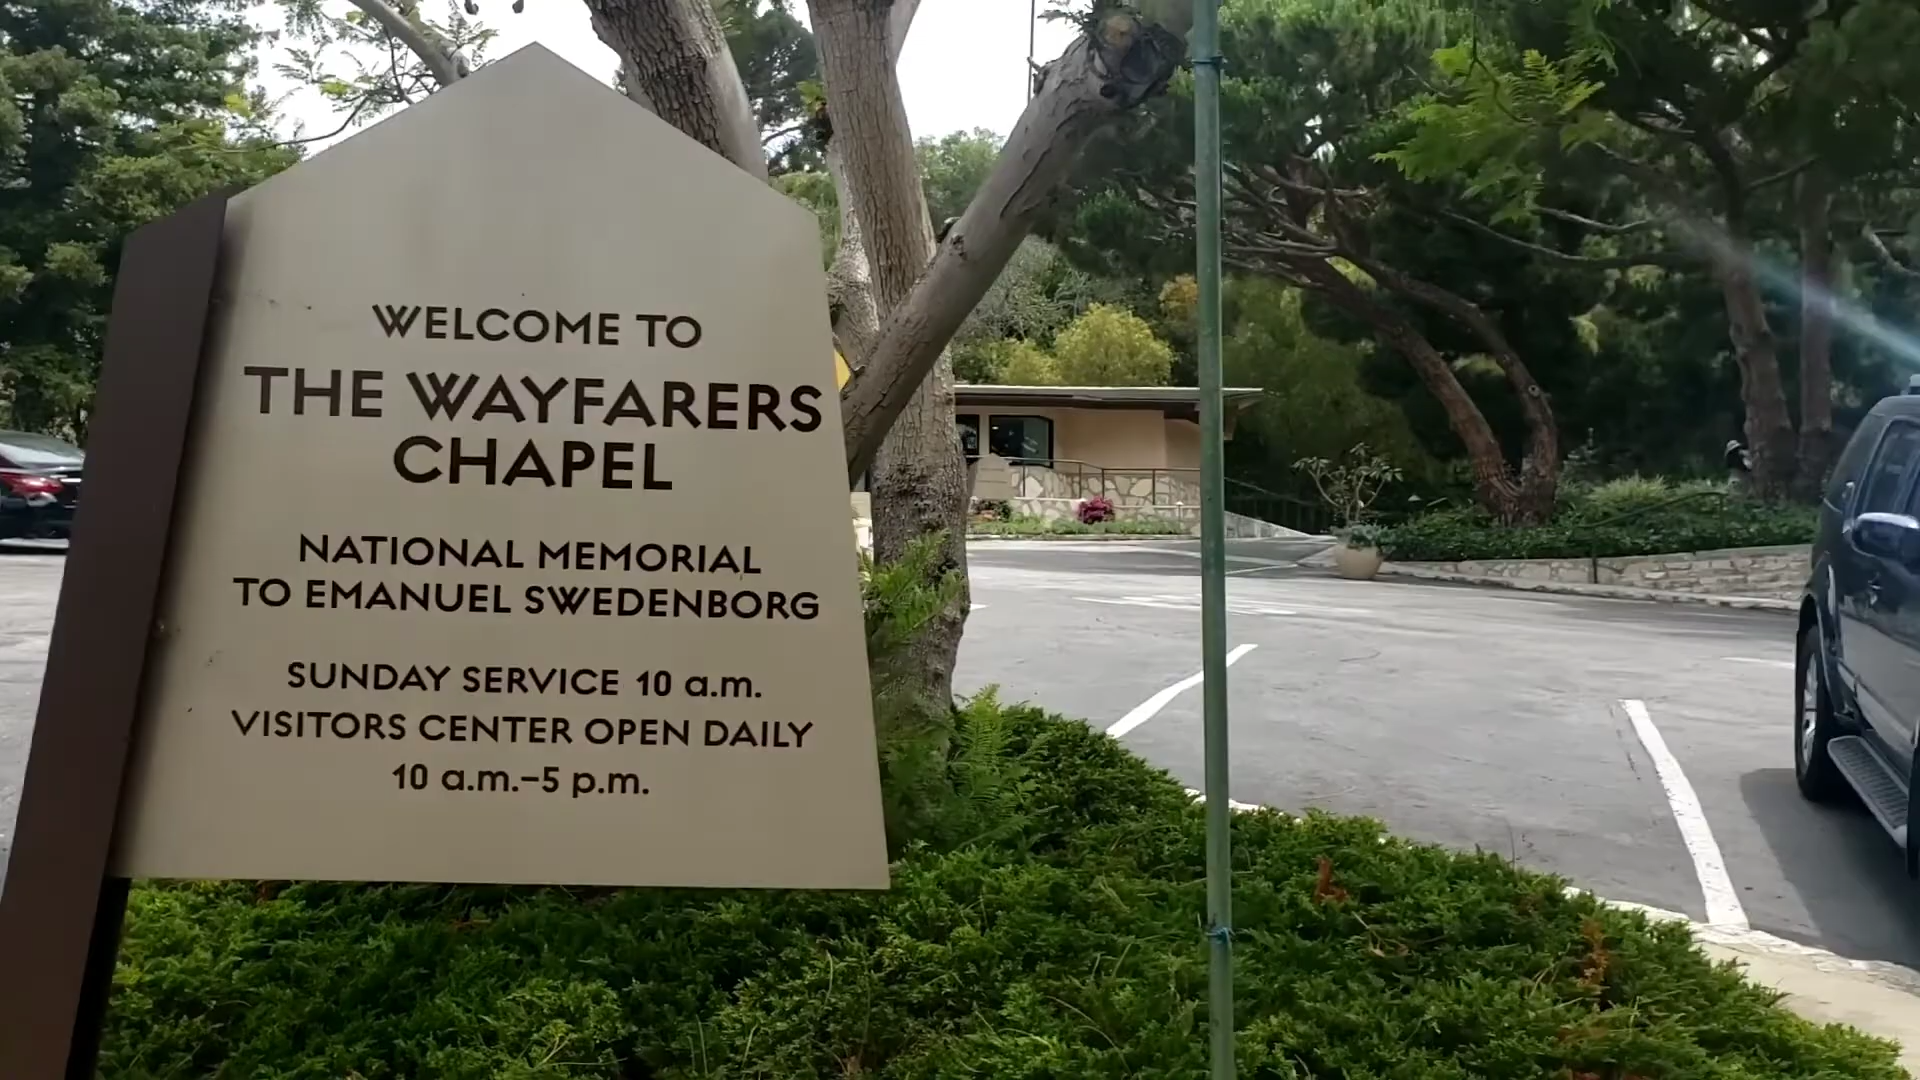 WELCOME TO
THE WAYFARERS
CHAPEL
NATIONAL MEMORIAL
TO EMANUEL SWEDENBORG
SUNDAY SERVICE 10 a.m.
VISITORS CENTER OPEN DAILY
10 a.m.–5 p.m.